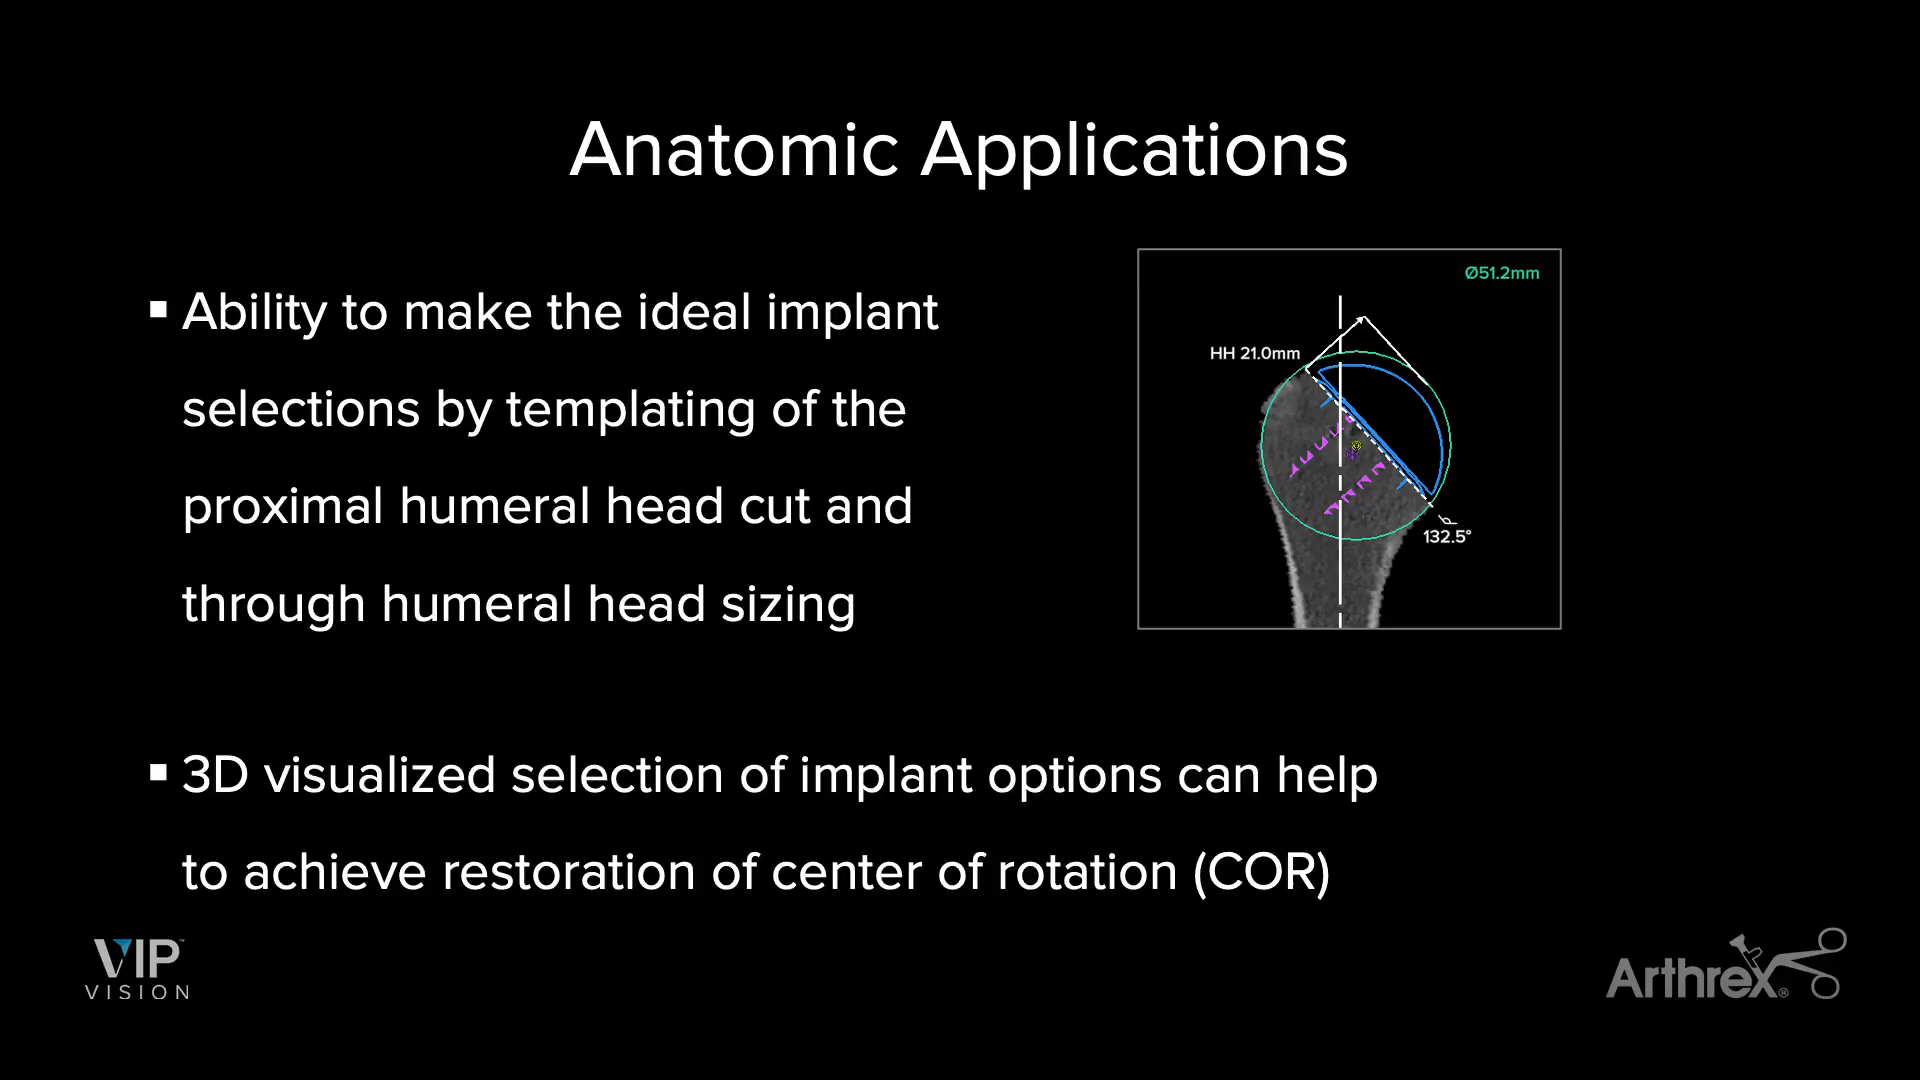 Anatomic Applications
▪ Ability to make the ideal implant
selections by templating of the
proximal humeral head cut and
through humeral head sizing
Ø51.2mm
HH 21.0mm
132.5°
▪ 3D visualized selection of implant options can help
to achieve restoration of center of rotation (COR)
VIP™
VISION
Arthrex®